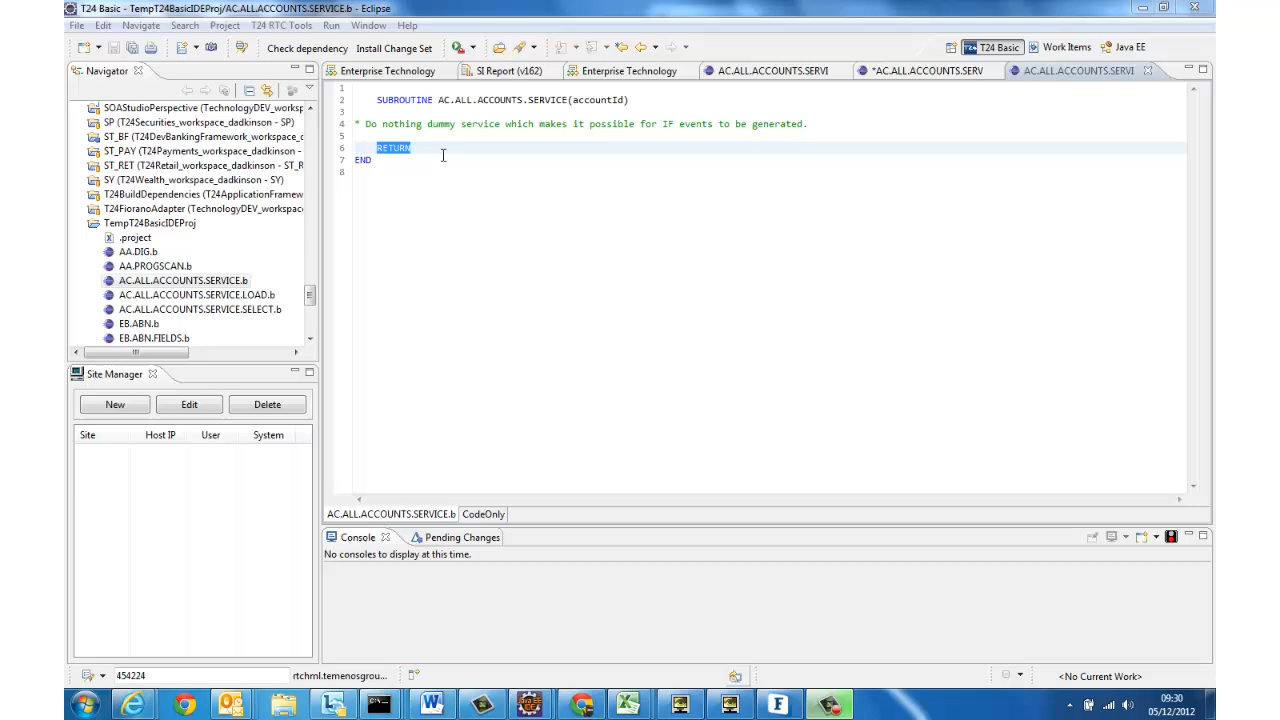 T24 Basic - TempT24BasicIDEProj/AC.ALL.ACCOUNTS.SERVICE.b - Eclipse
File Edit Navigate Search Project T24 RTC Tools Run Window Help
Check dependency Install Change Set
T24 Basic Work Items Java EE
Navigator
Enterprise Technology SI Report (v162) Enterprise Technology AC.ALL.ACCOUNTS.SERVI *AC.ALL.ACCOUNTS.SERV AC.ALL.ACCOUNTS.SERVI
SOAStudioPerspective (TechnologyDEV_worksp
SP (T24Securities_workspace_dadkinson - SP)
ST_BF (T24DevBankingFramework_workspace_d
ST_PAY (T24Payments_workspace_dadkinson - S
ST_RET (T24Retail_workspace_dadkinson - ST_R
SY (T24Wealth_workspace_dadkinson - SY)
T24BuildDependencies (T24ApplicationFramew
T24FioranoAdapter (TechnologyDEV_workspace
TempT24BasicIDEProj
.project
AA.DIG.b
AA.PROGSCAN.b
AC.ALL.ACCOUNTS.SERVICE.b
AC.ALL.ACCOUNTS.SERVICE.LOAD.b
AC.ALL.ACCOUNTS.SERVICE.SELECT.b
EB.ABN.b
EB.ABN.FIELDS.b
1
2 SUBROUTINE AC.ALL.ACCOUNTS.SERVICE(accountId)
3
4 * Do nothing dummy service which makes it possible for IF events to be generated.
5
6 RETURN
7 END
8
AC.ALL.ACCOUNTS.SERVICE.b CodeOnly
Site Manager
New Edit Delete
Site Host IP User System
Console Pending Changes
No consoles to display at this time.
454224 rtchml.temenosgrou... <No Current Work>
09:30
05/12/2012